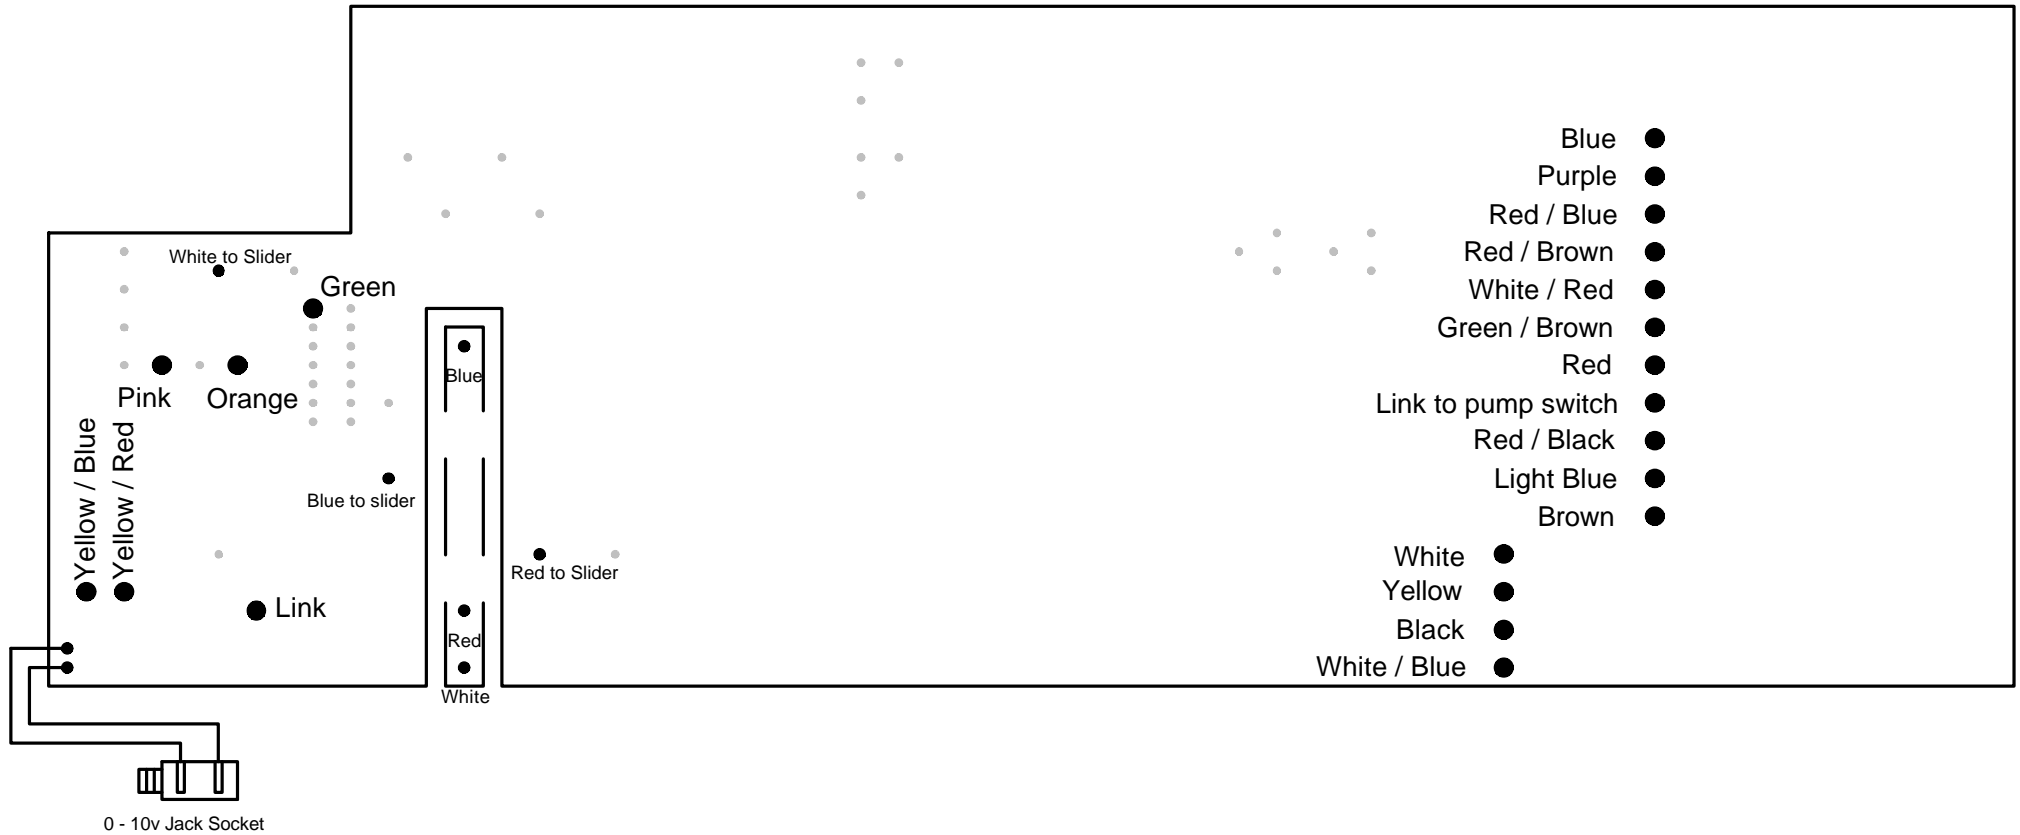 Blue
Purple
Red / Blue
White to Slider
Red / Brown
Green
White / Red
Green / Brown
Blue
Red
Pink
Orange
Link to pump switch
Yellow / Blue
Yellow / Red
Red / Black
Blue to slider
Light Blue
Brown
White
Red to Slider
Yellow
Link
Black
Red
White / Blue
White
0 - 10v Jack Socket